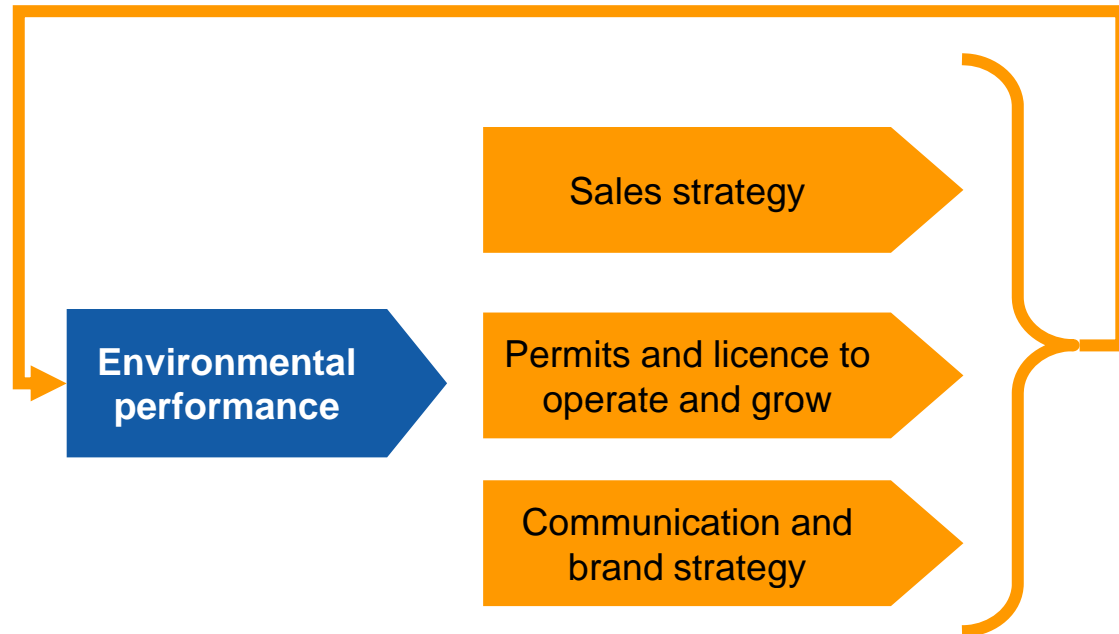 Sales strategy
Environmental
performance
Permits and licence to
operate and grow
Communication and
brand strategy